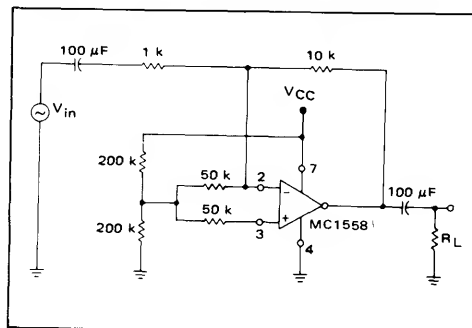 100 μF
1 k
10 k
V_in
V_CC
200 k
50 k
2
7
100 μF
50 k
3
MC1558
4
200 k
R_L
−
+